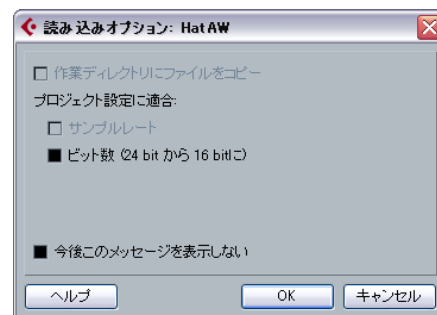 読み込みオプション: HatAW
作業ディレクトリにファイルをコピー
プロジェクト設定に適合:
サンプルレート
ビット数 (24 bit から 16 bitに)
今後このメッセージを表示しない
ヘルプ
OK
キャンセル